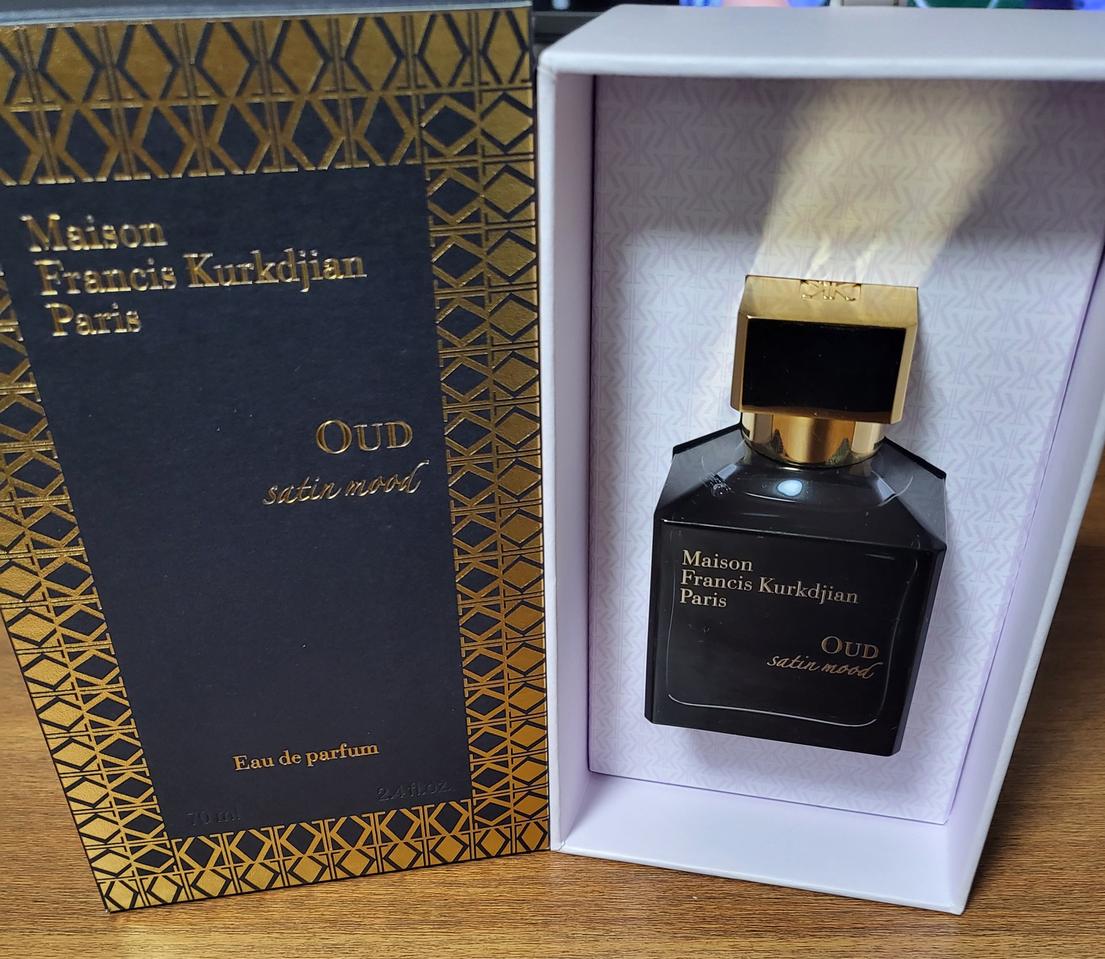 Maison
Francis Kurkdjian
Paris
OUD
satin mood
Eau de parfum
70 ml
2.4 fl.oz.
Maison
Francis Kurkdjian
Paris
OUD
satin mood